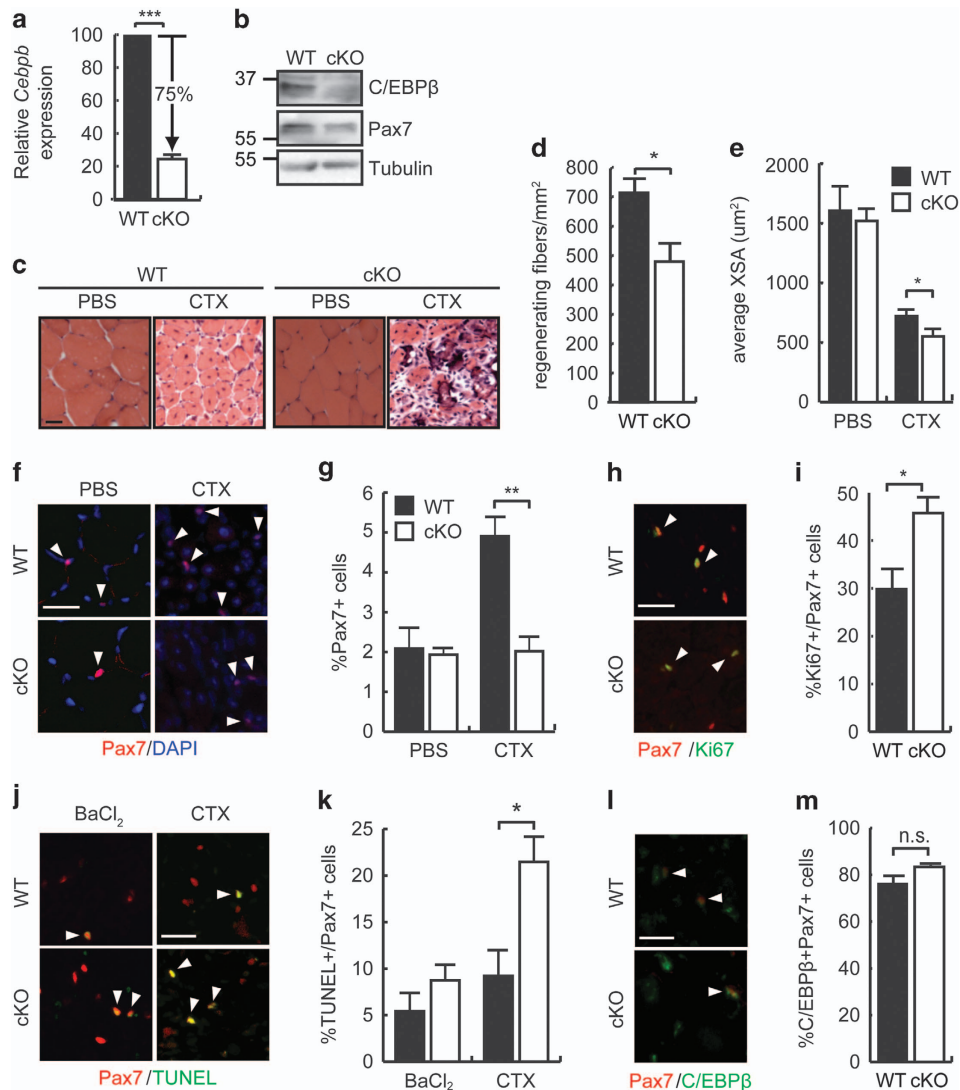 a
Relative Cebpb
expression
100
80
60
40
20
0
***
75%
WT cKO
b
WT cKO
37
C/EBPβ
55
Pax7
55
Tubulin
c
WT
cKO
PBS
CTX
PBS
CTX
d
regenerating fibers/mm²
800
700
600
500
400
300
200
100
0
*
WT cKO
e
average XSA (um²)
2000
1500
1000
500
0
WT
cKO
*
PBS
CTX
f
PBS
CTX
WT
cKO
Pax7/DAPI
g
%Pax7+ cells
6
5
4
3
2
1
0
WT
cKO
**
PBS
CTX
h
WT
cKO
Pax7 /Ki67
i
%Ki67+/Pax7+ cells
50
40
30
20
10
0
*
WT cKO
j
BaCl₂
CTX
WT
cKO
Pax7 /TUNEL
k
%TUNEL+/Pax7+ cells
25
20
15
10
5
0
*
BaCl₂
CTX
l
WT
cKO
Pax7/C/EBPβ
m
%C/EBPβ+Pax7+ cells
100
80
60
40
20
0
n.s.
WT cKO